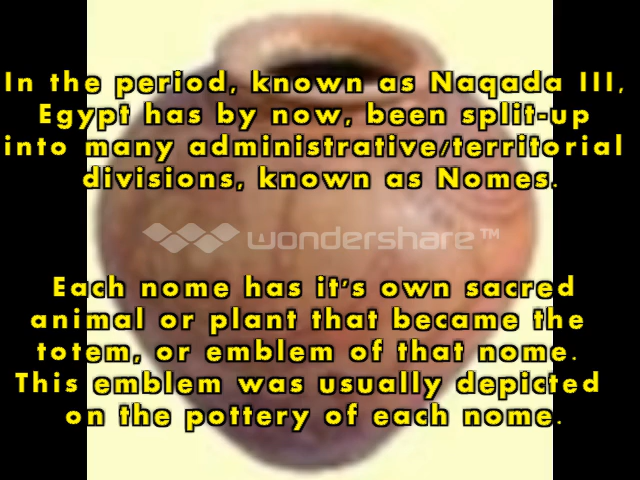 In the period, known as Naqada III,
Egypt has by now, been split-up
into many administrative/territorial
divisions, known as Nomes.
wondershare™
Each nome has it's own sacred
animal or plant that became the
totem, or emblem of that nome.
This emblem was usually depicted
on the pottery of each nome.